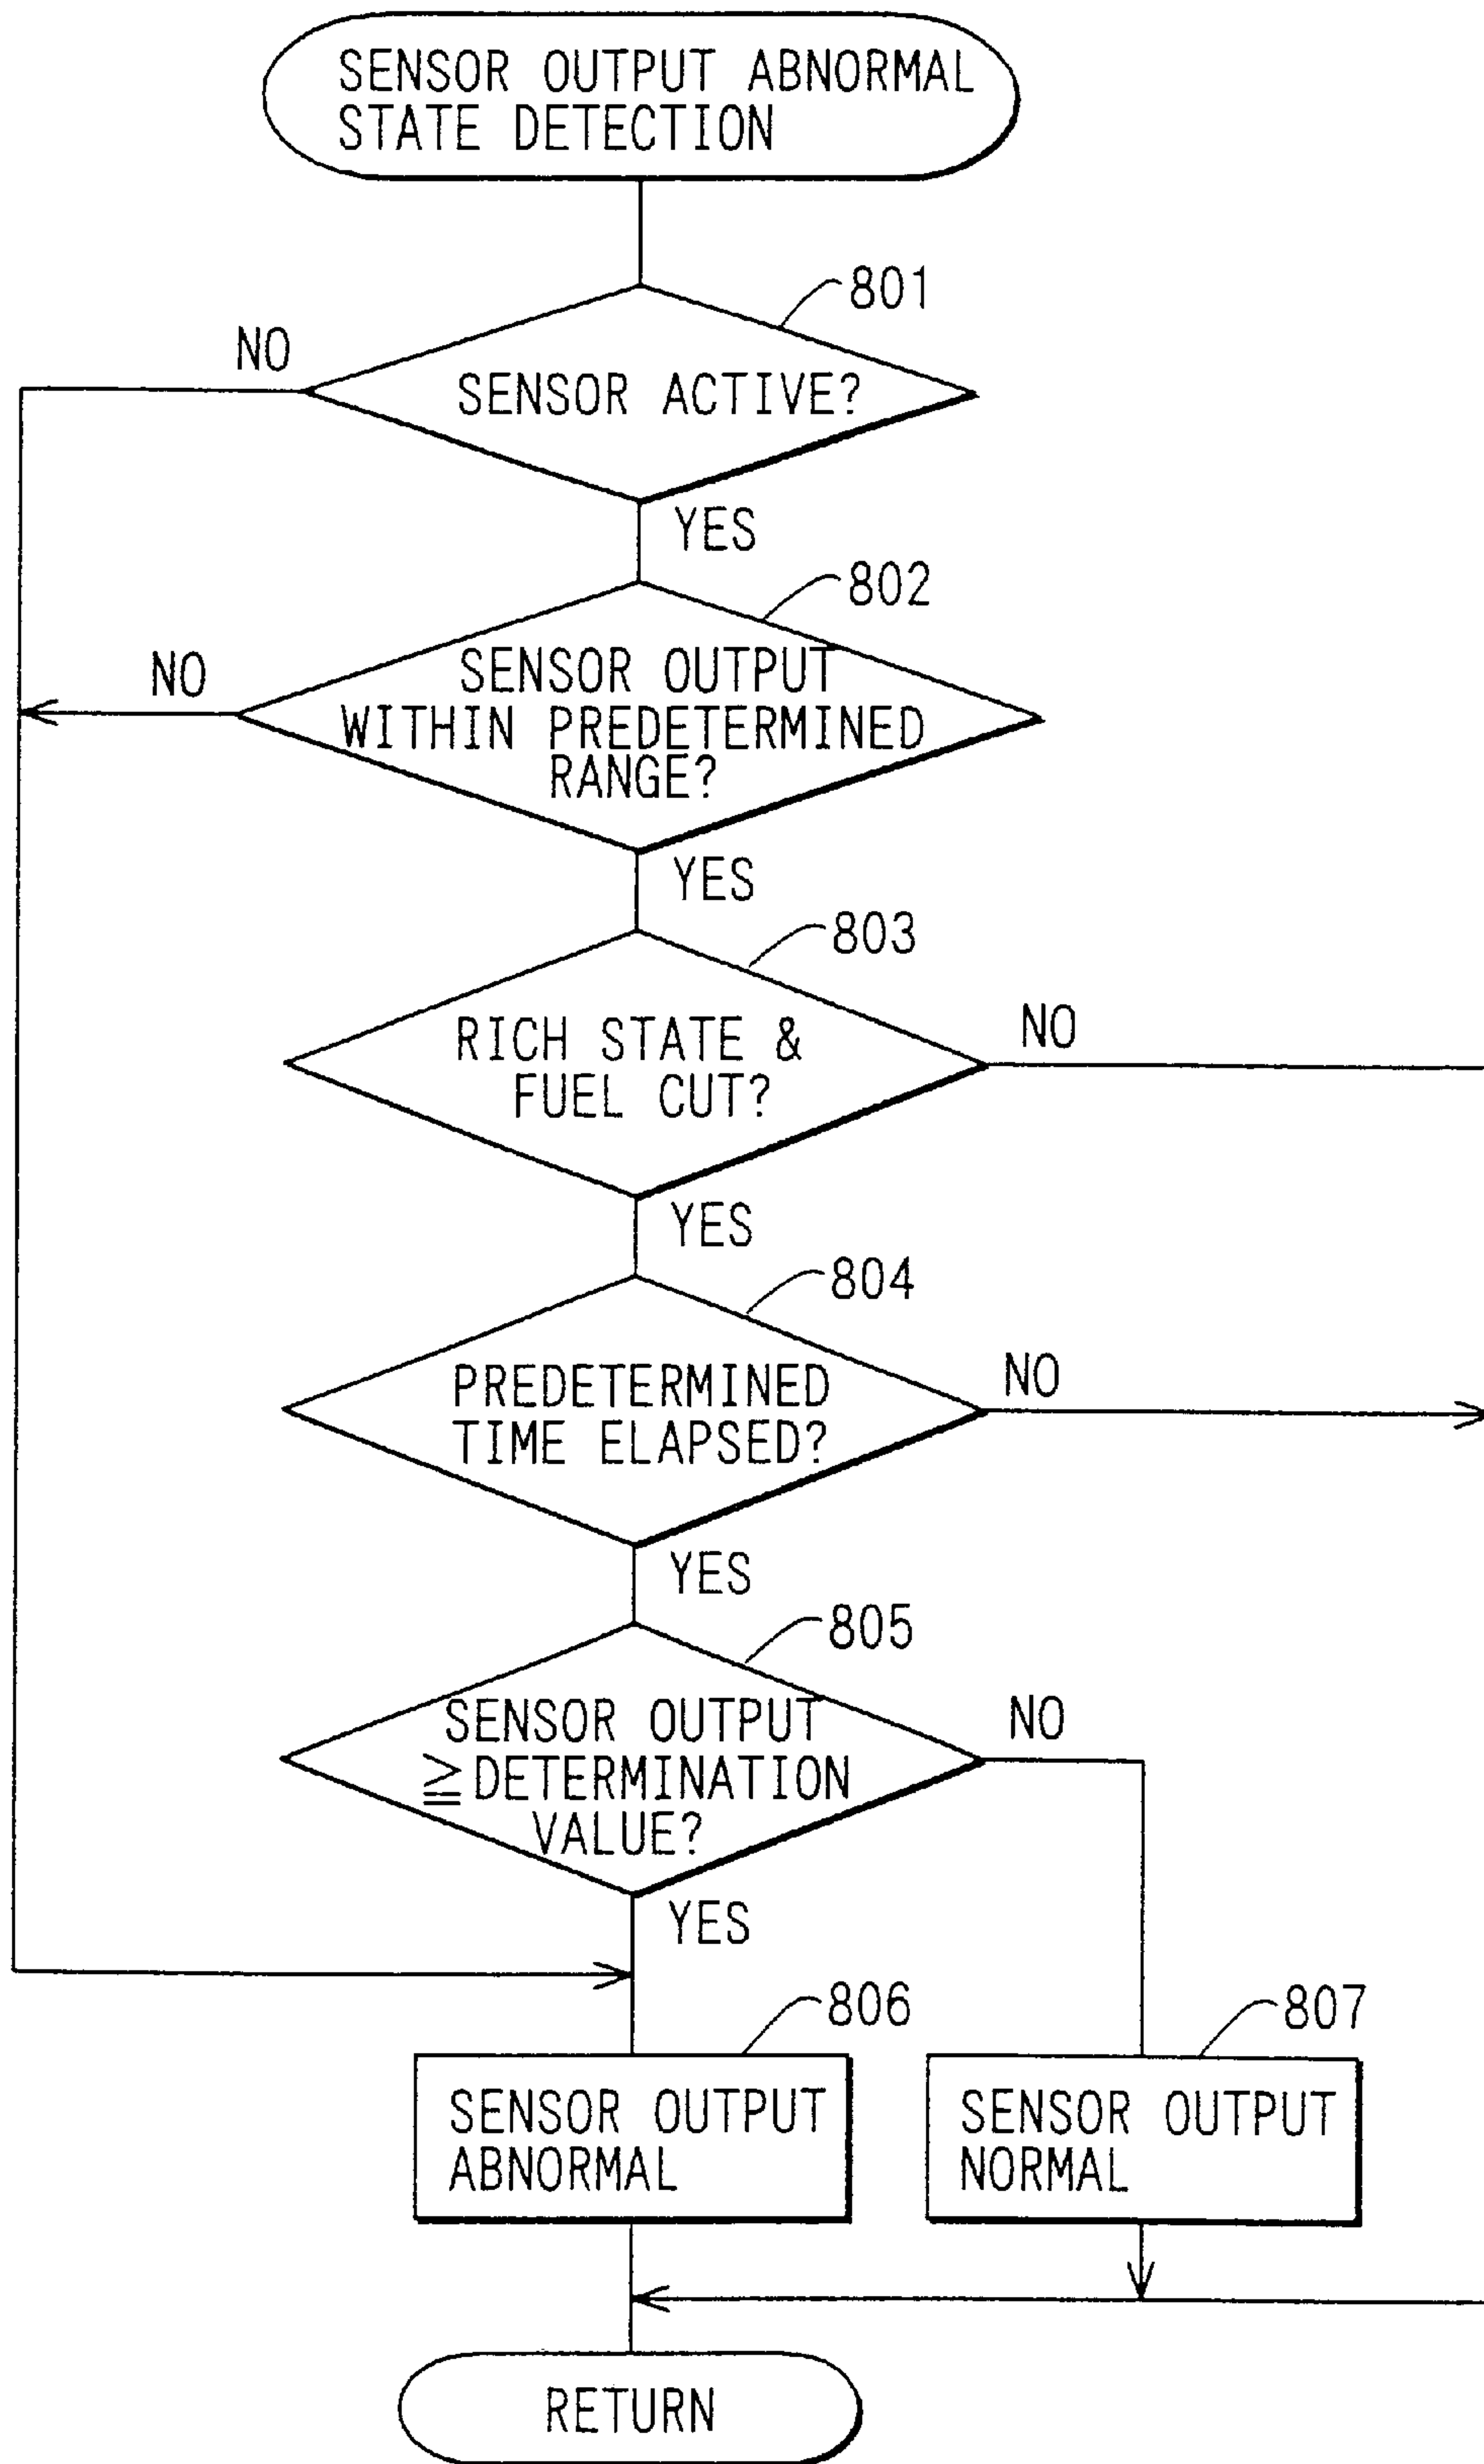 SENSOR OUTPUT ABNORMAL
STATE DETECTION
801
NO
SENSOR ACTIVE?
YES
802
NO
SENSOR OUTPUT
WITHIN PREDETERMINED
RANGE?
YES
803
RICH STATE &
FUEL CUT?
NO
YES
804
PREDETERMINED
TIME ELAPSED?
NO
YES
805
SENSOR OUTPUT
≧DETERMINATION
VALUE?
NO
YES
806
807
SENSOR OUTPUT
ABNORMAL
SENSOR OUTPUT
NORMAL
RETURN